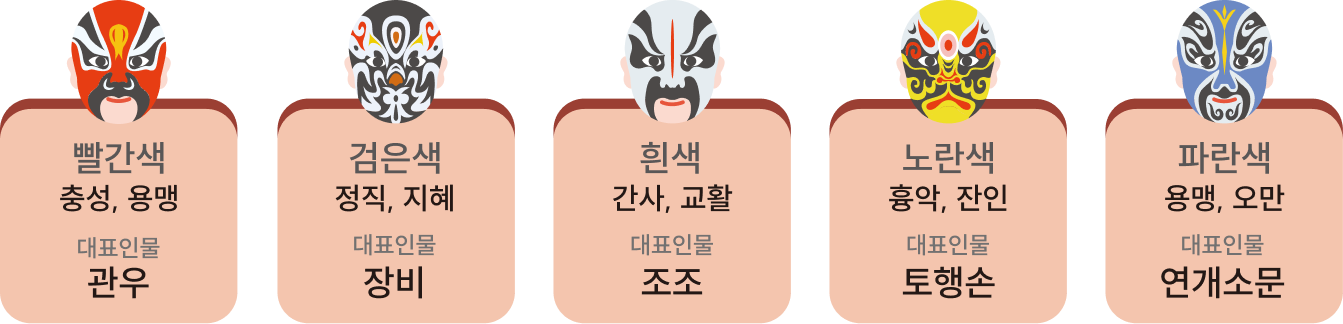 빨간색
충성, 용맹
대표인물
관우
검은색
정직, 지혜
대표인물
장비
흰색
간사, 교활
대표인물
조조
노란색
흉악, 잔인
대표인물
토행손
파란색
용맹, 오만
대표인물
연개소문